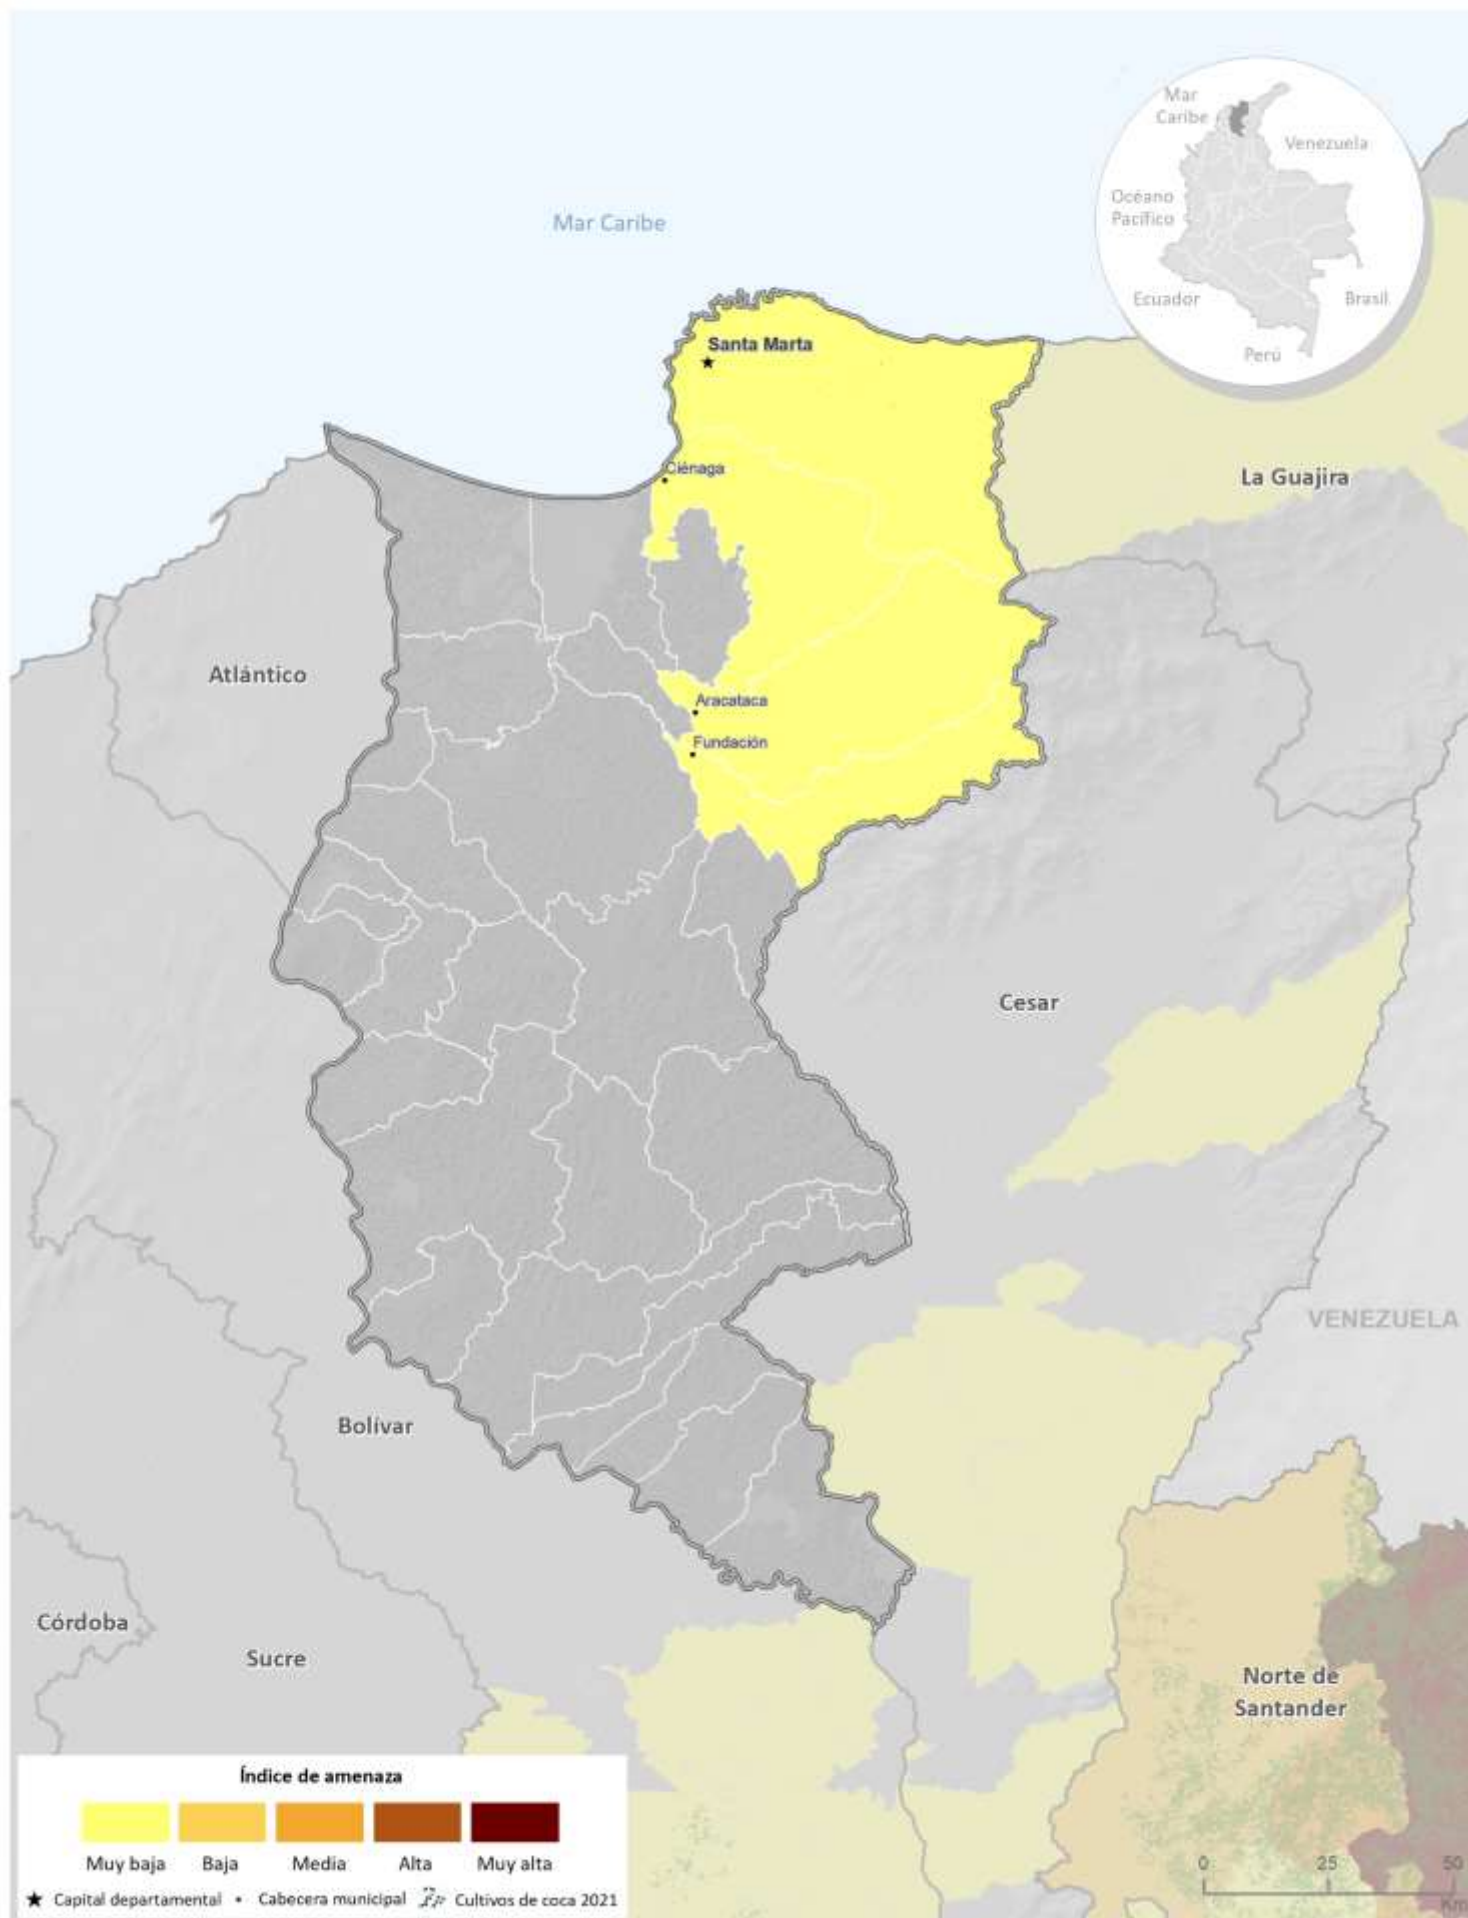 Mar
Caribe
Venezuela
Océano
Pacífico
Ecuador
Brasil
Perú
Mar Caribe
Santa Marta
Ciénaga
La Guajira
Atlántico
Aracataca
Fundación
Cesar
VENEZUELA
Bolívar
Córdoba
Sucre
Norte de
Santander
Índice de amenaza
Muy baja Baja Media Alta Muy alta
Capital departamental Cabecera municipal Cultivos de coca 2021
0 25 50
Km